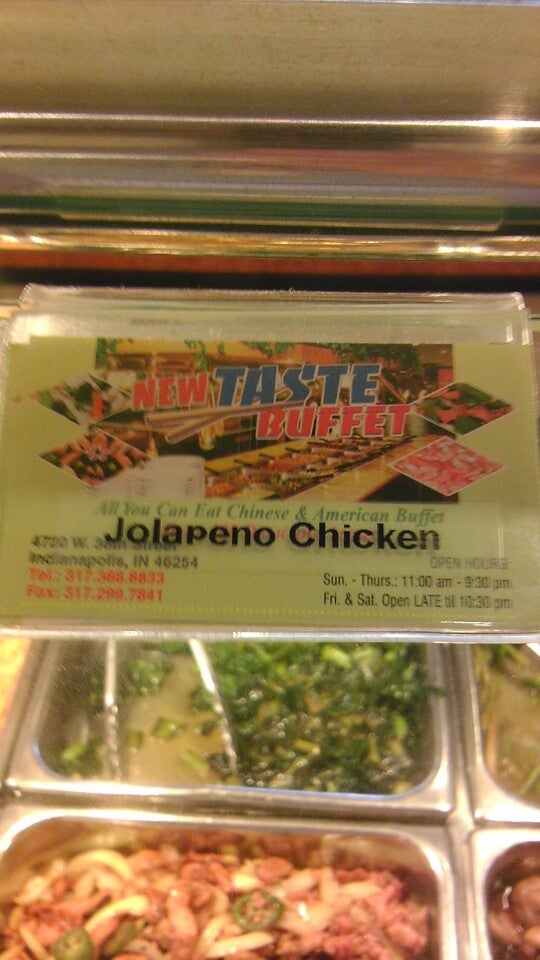 NEW TASTE
BUFFET
All You Can Eat Chinese & American Buffet
Jolapeno Chicken
4720 W. Street
Indianapolis, IN 46254
Tel.: 317.388.8833
Fax: 317.299.7841
OPEN HOURS:
Sun. - Thurs.: 11:00 am - 9:30 pm
Fri. & Sat. Open LATE til 10:30 pm